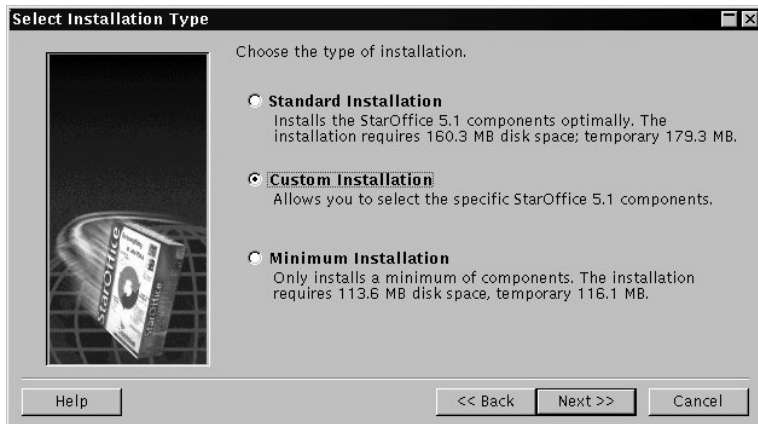 Select Installation Type
Choose the type of installation.
Standard Installation
Installs the StarOffice 5.1 components optimally. The
installation requires 160.3 MB disk space; temporary 179.3 MB.
Custom Installation
Allows you to select the specific StarOffice 5.1 components.
Minimum Installation
Only installs a minimum of components. The installation
requires 113.6 MB disk space, temporary 116.1 MB.
StarOffice
StarOffice
Help
<< Back
Next >>
Cancel